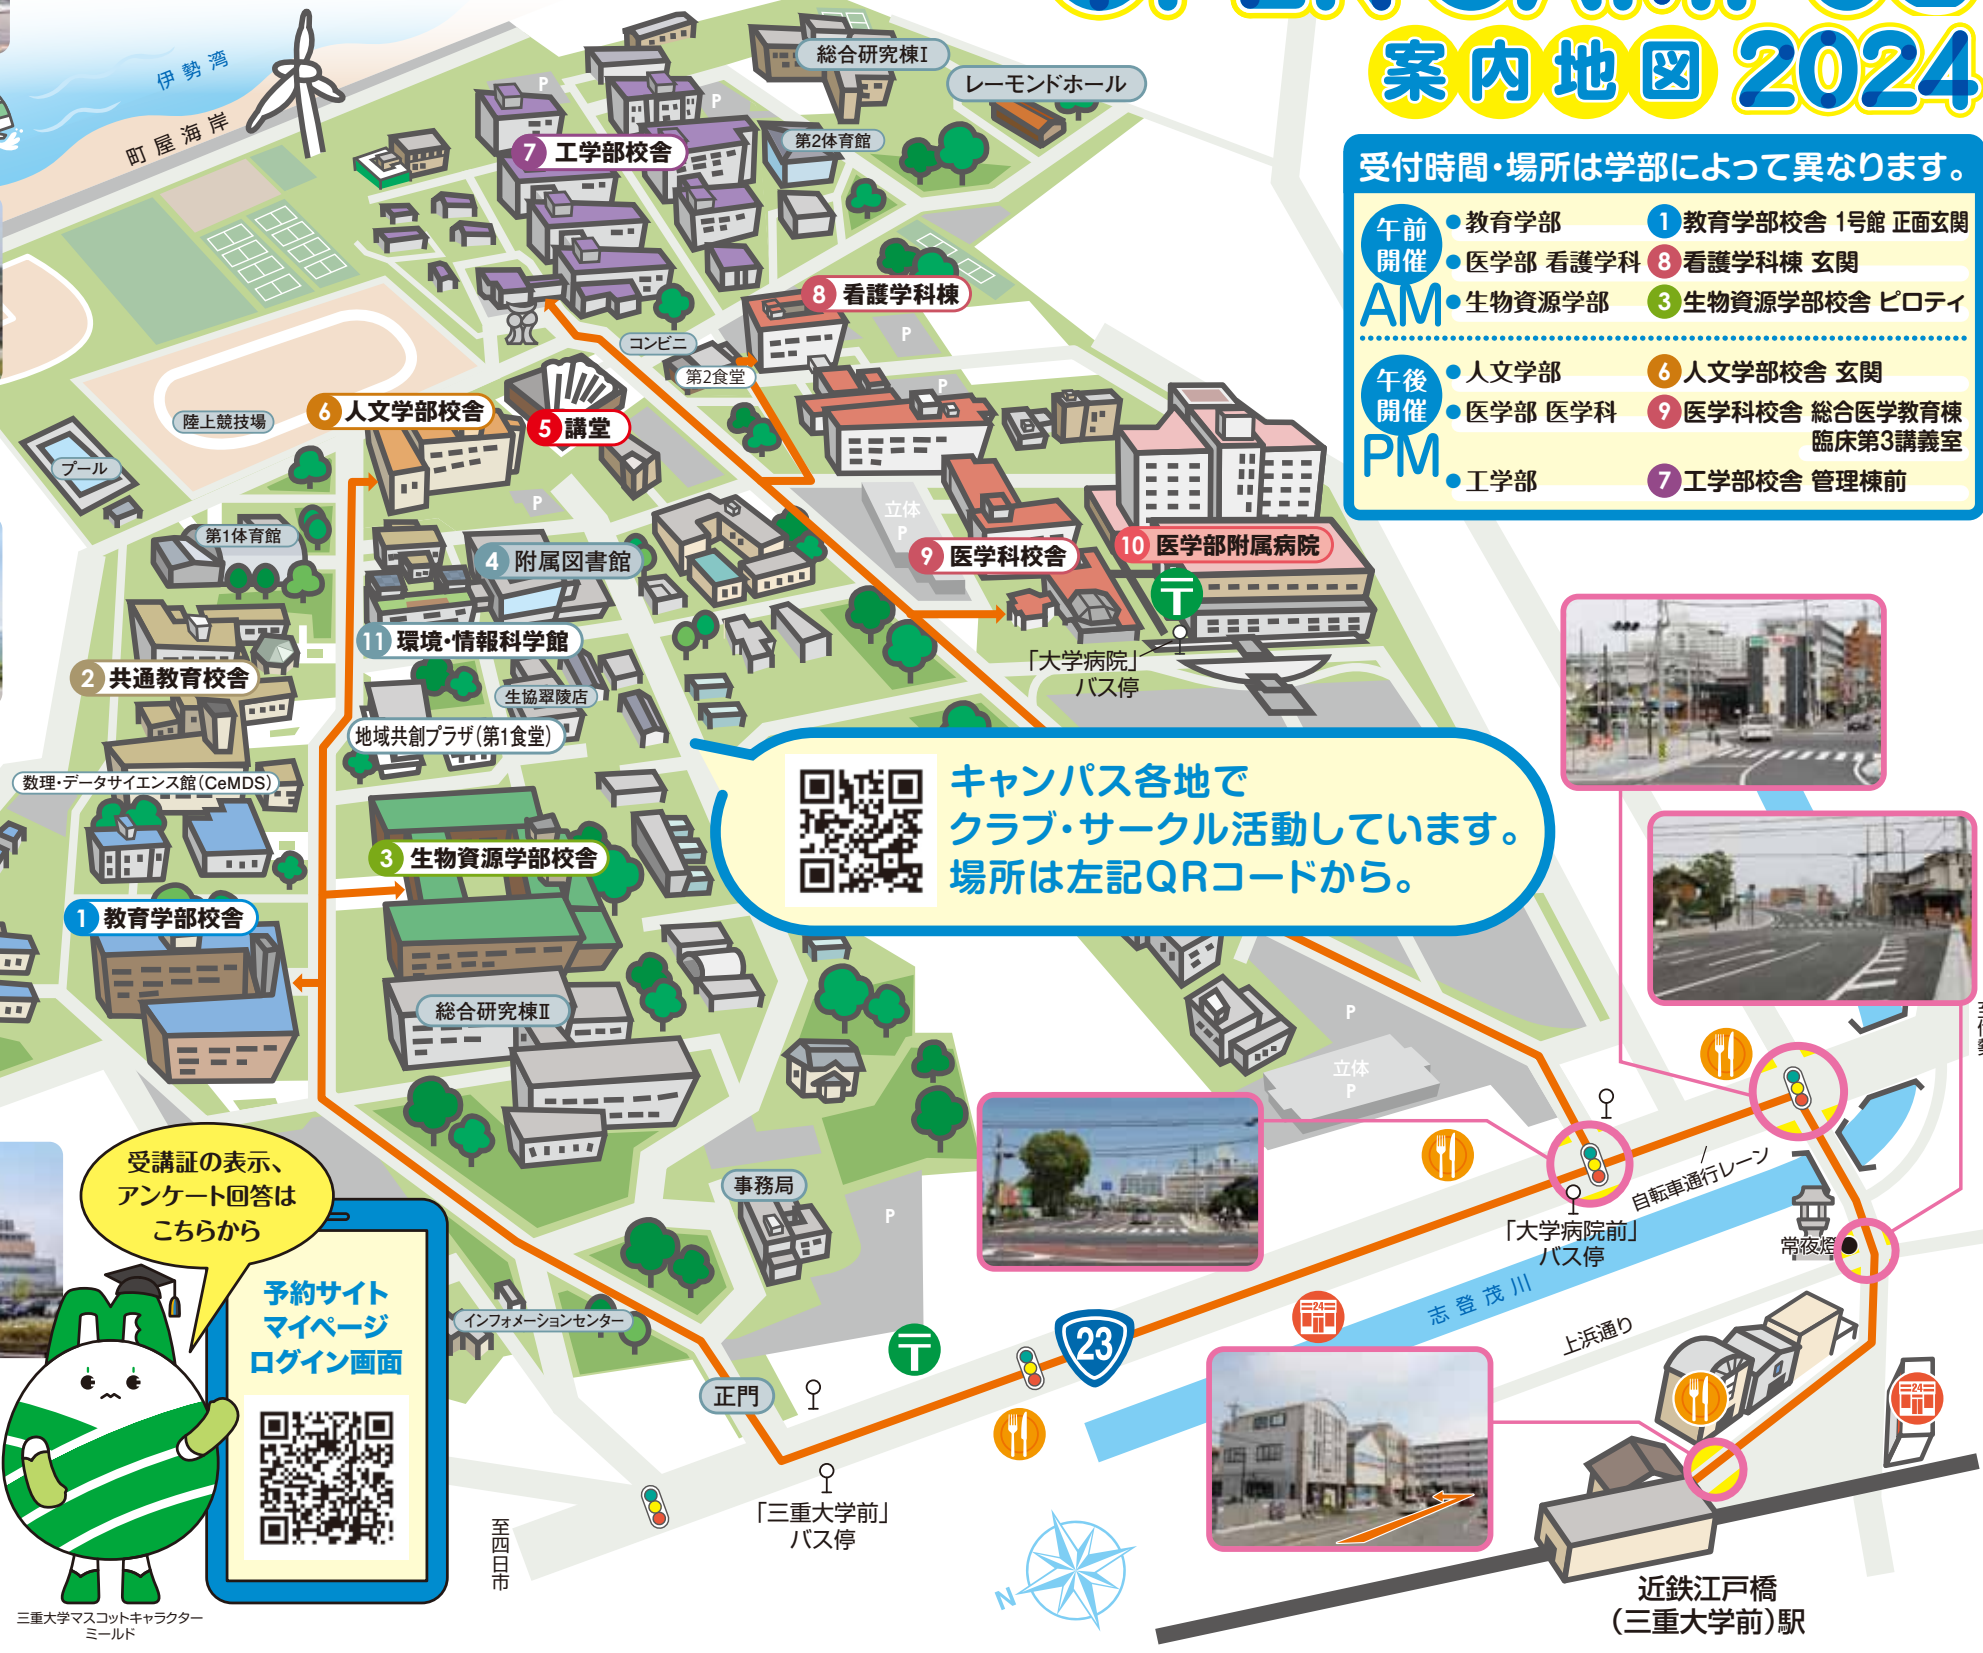 案内地図 2024
受付時間・場所は学部によって異なります。
午前
開催
AM
教育学部 1 教育学部校舎 1号館 正面玄関
医学部 看護学科 8 看護学科棟 玄関
生物資源学部 3 生物資源学部校舎 ピロティ
午後
開催
PM
人文学部 6 人文学部校舎 玄関
医学部 医学科 9 医学科校舎 総合医学教育棟
臨床第3講義室
工学部 7 工学部校舎 管理棟前
伊勢湾
町屋海岸
総合研究棟Ⅰ
レーモンドホール
P
P
7 工学部校舎
第2体育館
8 看護学科棟
コンビニ
P
第2食堂
P
陸上競技場
6 人文学部校舎
5 講堂
プール
P
立体
P
第1体育館
4 附属図書館
9 医学科校舎
10 医学部附属病院
〒
11 環境・情報科学館
「大学病院」
バス停
2 共通教育校舎
生協翠陵店
地域共創プラザ(第1食堂)
数理・データサイエンス館(CeMDS)
キャンパス各地で
クラブ・サークル活動しています。
場所は左記QRコードから。
3 生物資源学部校舎
1 教育学部校舎
総合研究棟Ⅱ
P
立体
P
受講証の表示、
アンケート回答は
こちらから
事務局
P
自転車通行レーン
「大学病院前」
バス停
常夜燈
予約サイト
マイページ
ログイン画面
インフォメーションセンター
志登茂川
24
上浜通り
23
〒
正門
24
「三重大学前」
バス停
至四日市
N
近鉄江戸橋
(三重大学前)駅
三重大学マスコットキャラクター
ミールド